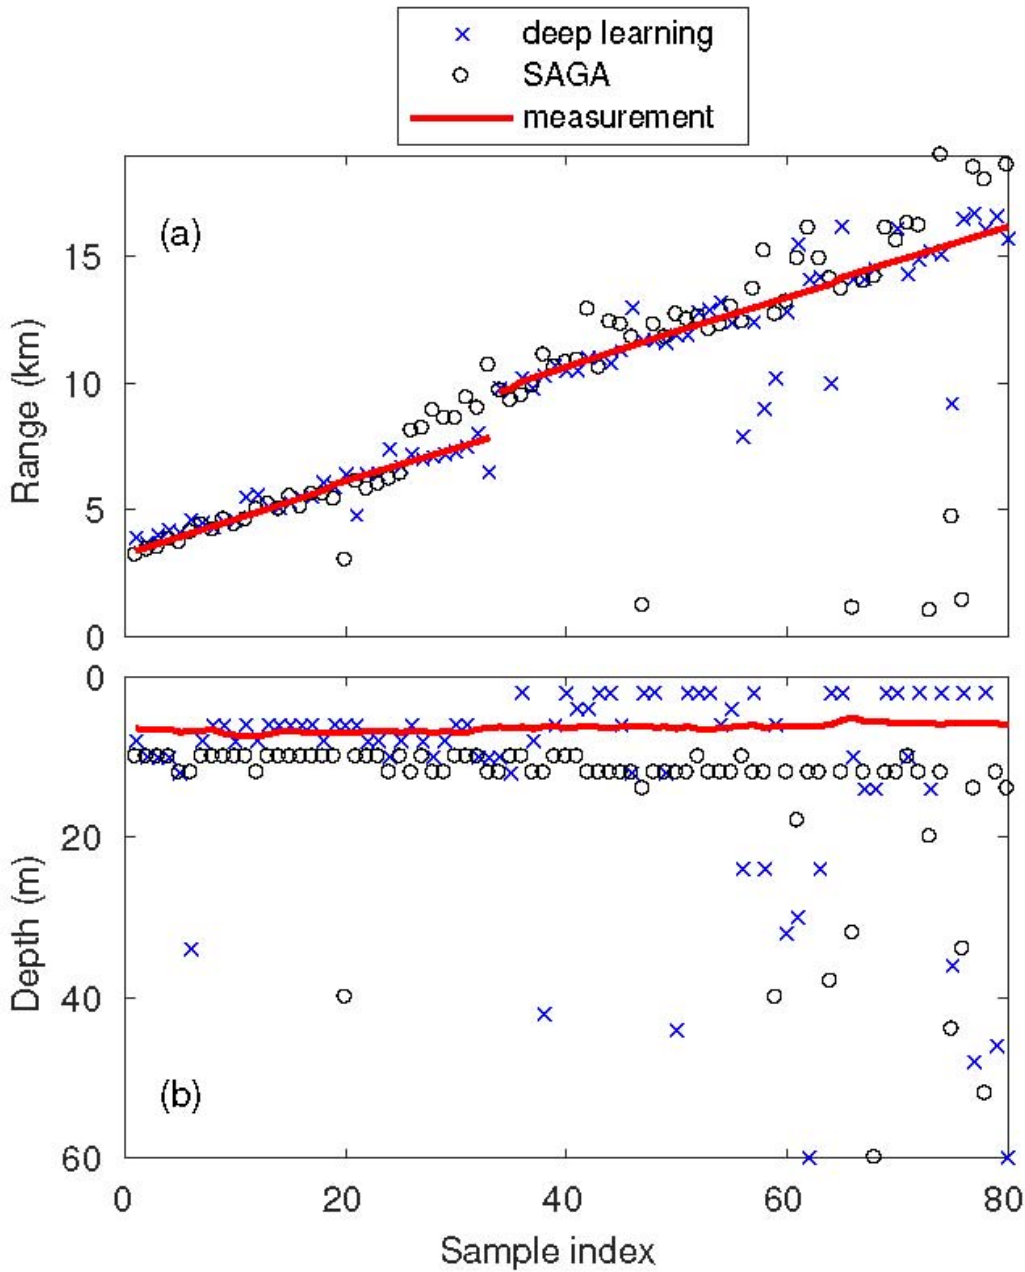 deep learning
SAGA
measurement
(a)
15
10
5
0
Range (km)
0
20
40
60
Depth (m)
(b)
0 20 40 60 80
Sample index